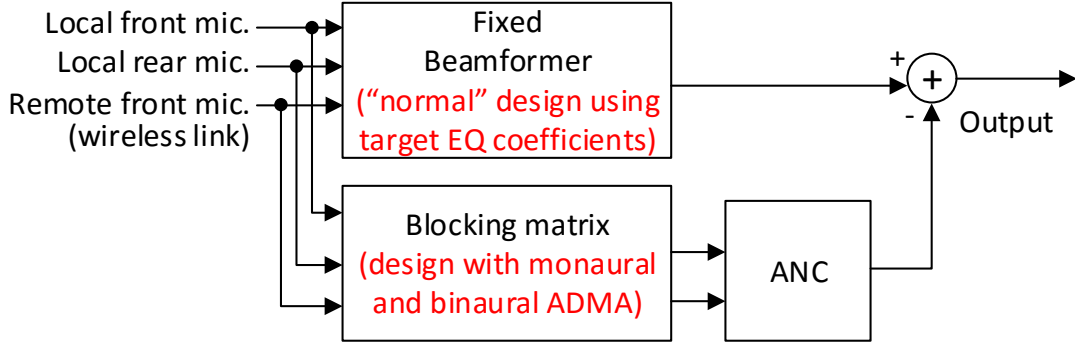 Local front mic.
Local rear mic.
Remote front mic.
(wireless link)
Fixed
Beamformer
(“normal” design using
target EQ coefficients)
+
+
-
Output
Blocking matrix
(design with monaural
and binaural ADMA)
ANC